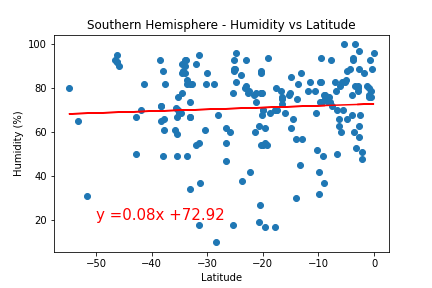 Southern Hemisphere - Humidity vs Latitude
100
80
60
40
20
Humidity (%)
y =0.08x +72.92
−50
−40
−30
−20
−10
0
Latitude